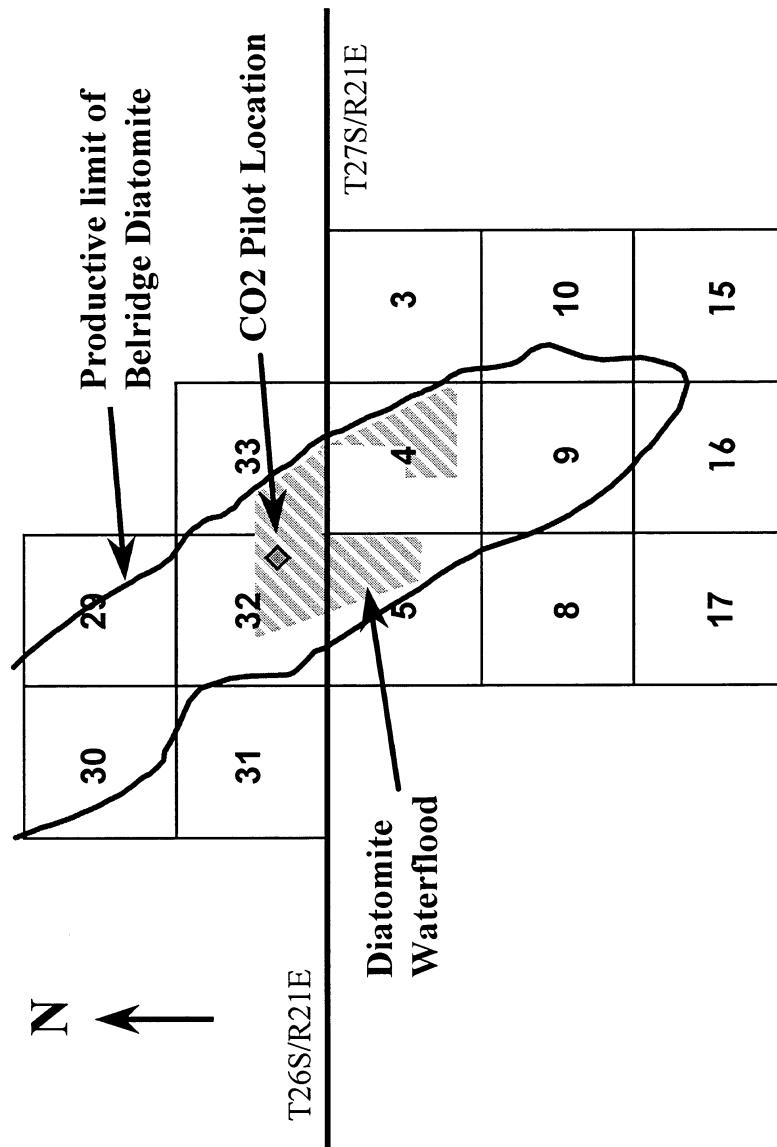 N
Productive limit of
Belridge Diatomite
CO2 Pilot Location
30
29
31
32
33
T26S/R21E
T27S/R21E
5
4
3
Diatomite
Waterflood
8
9
10
17
16
15